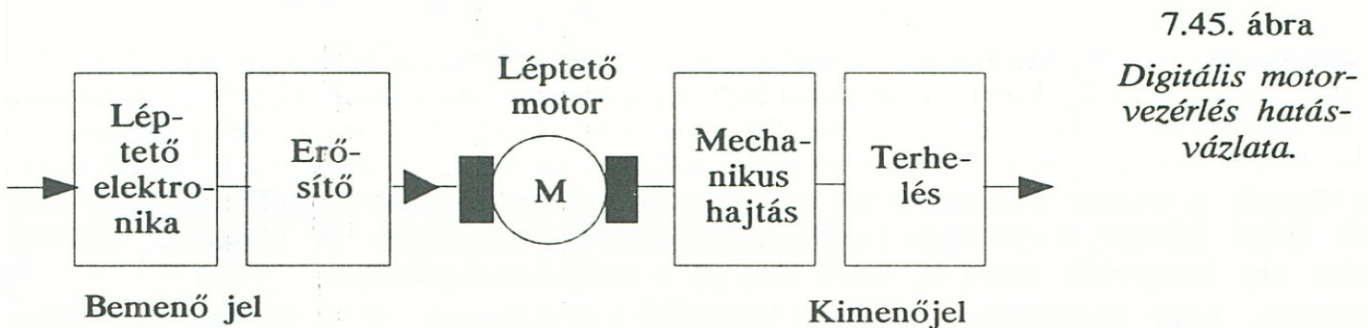 7.45. ábra
Digitális motor-
vezérlés hatás-
vázlata.
Lép-
tető
elektro-
nika
Erő-
sítő
Léptető
motor
M
Mecha-
nikus
hajtás
Terhe-
lés
Bemenő jel
Kimenőjel